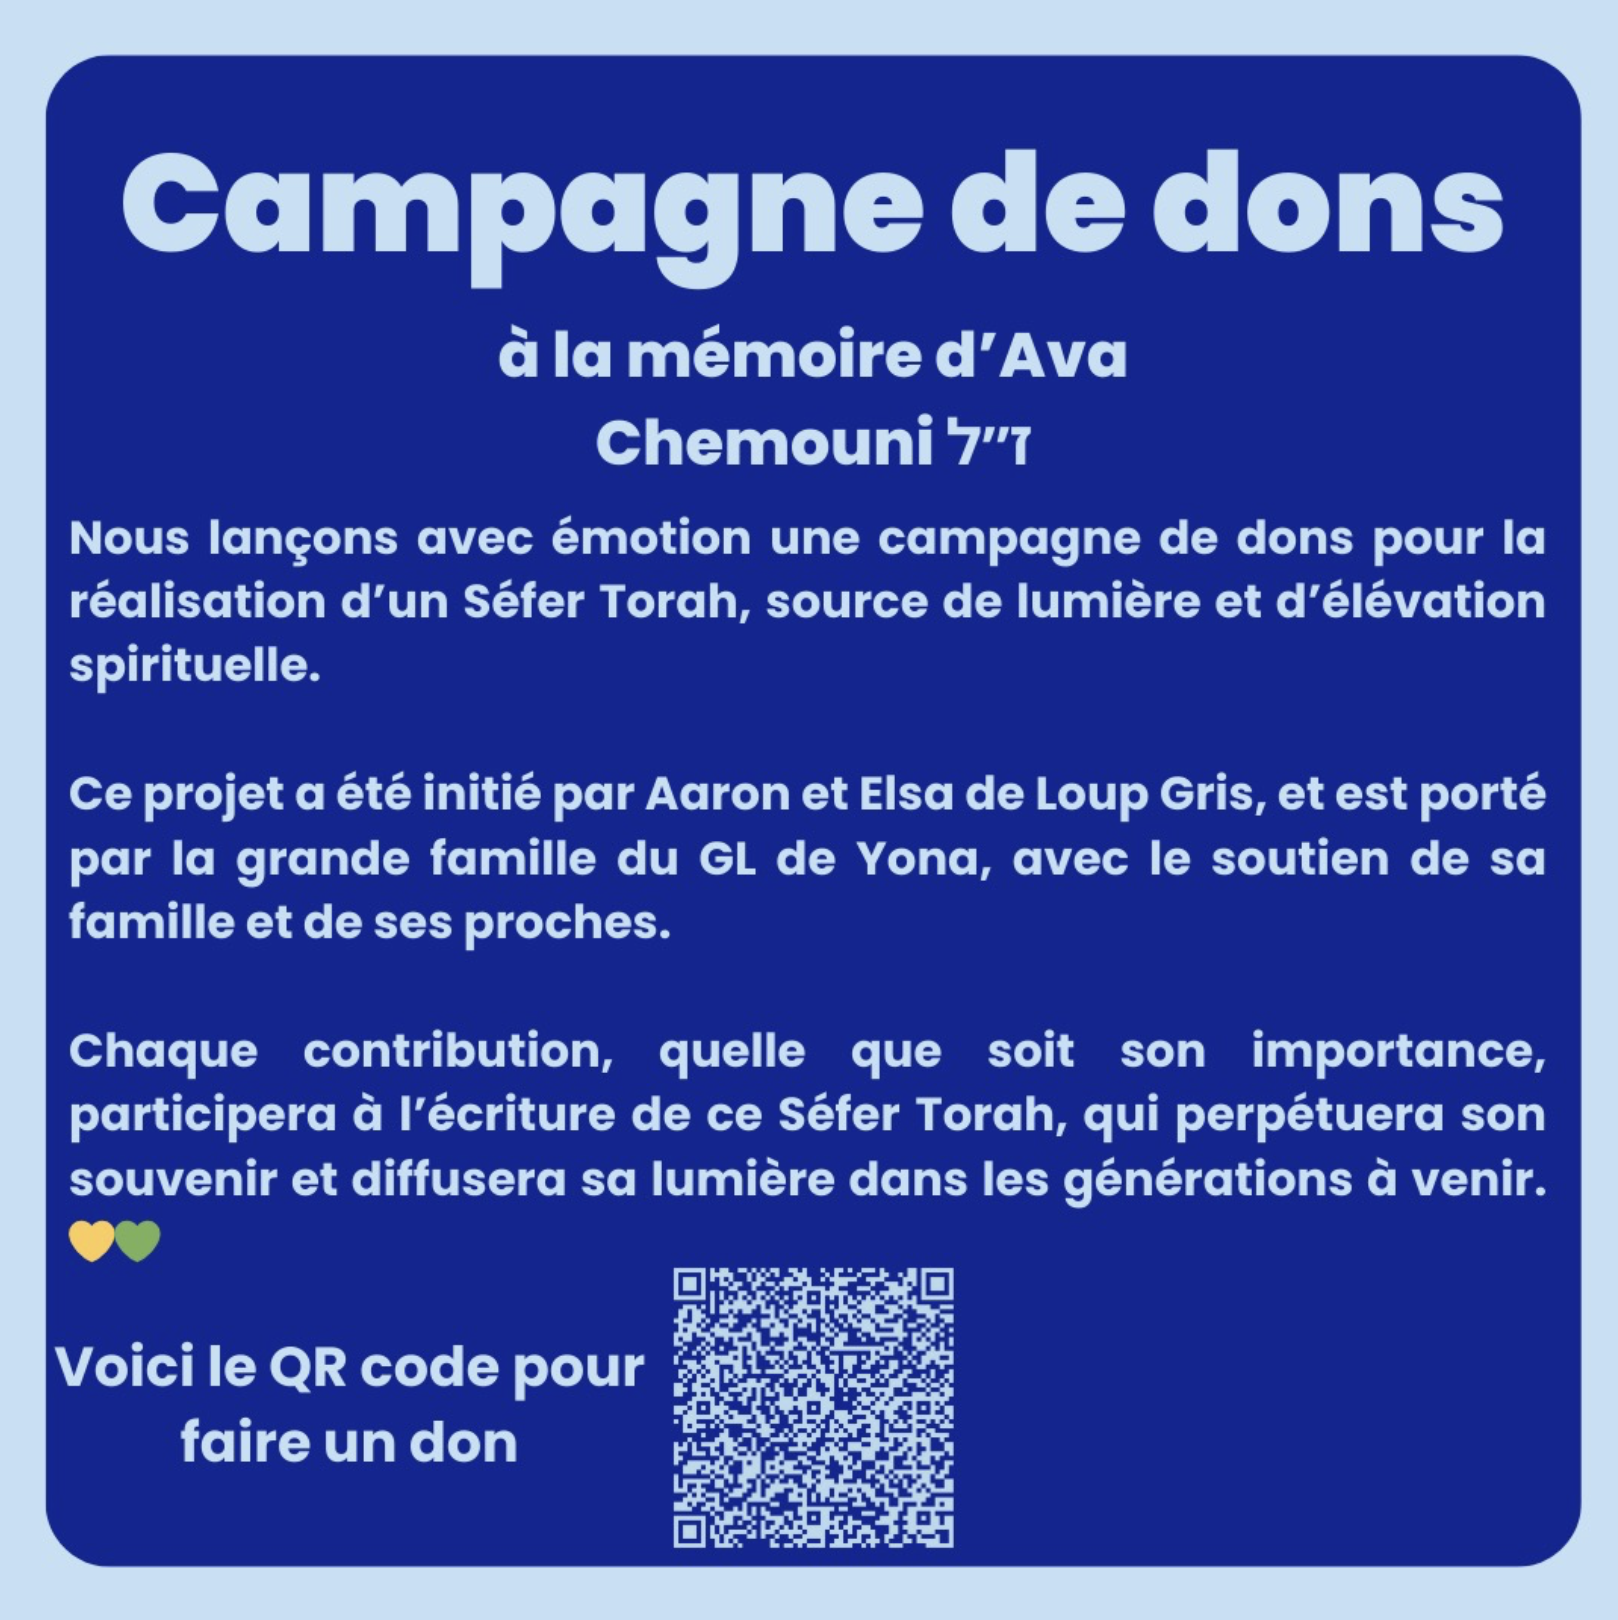 Campagne de dons
à la mémoire d’Ava
Chemouni ז״ל
Nous lançons avec émotion une campagne de dons pour la
réalisation d’un Séfer Torah, source de lumière et d’élévation
spirituelle.
Ce projet a été initié par Aaron et Elsa de Loup Gris, et est porté
par la grande famille du GL de Yona, avec le soutien de sa
famille et de ses proches.
Chaque contribution, quelle que soit son importance,
participera à l’écriture de ce Séfer Torah, qui perpétuera son
souvenir et diffusera sa lumière dans les générations à venir.
💛💚
Voici le QR code pour
faire un don